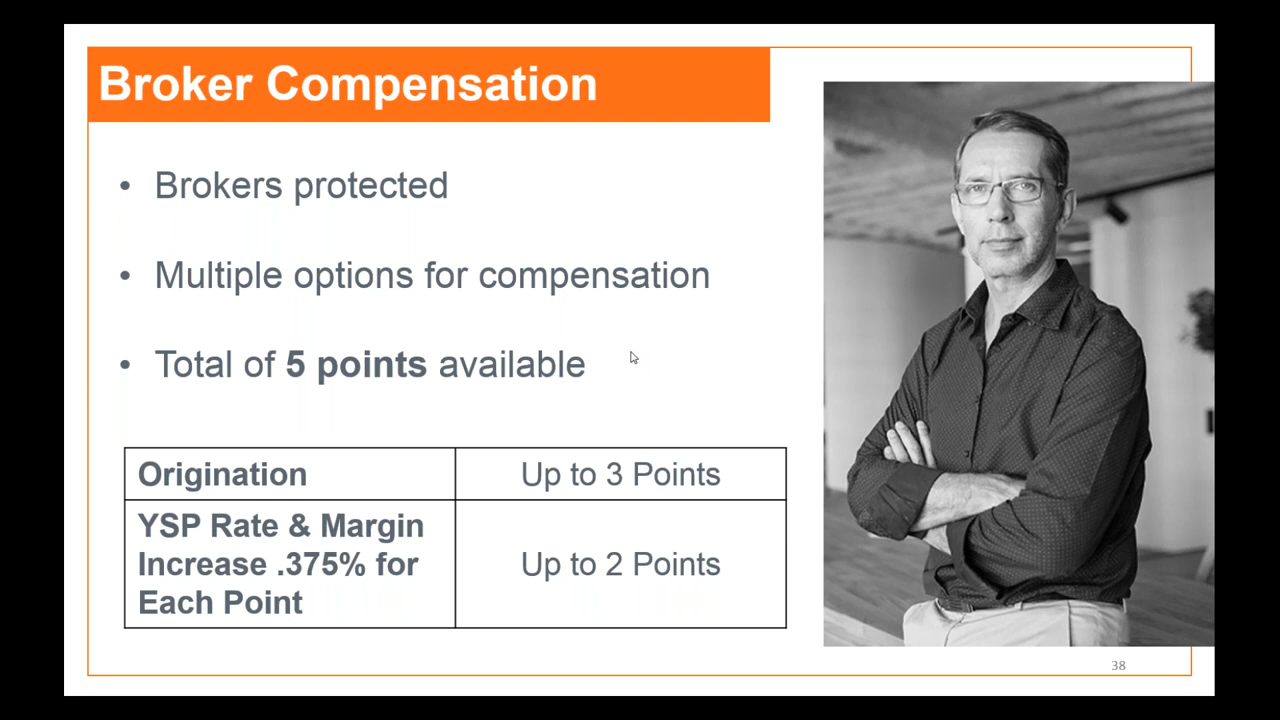 Broker Compensation
• Brokers protected
• Multiple options for compensation
• Total of 5 points available
Origination
Up to 3 Points
YSP Rate & Margin
Increase .375% for
Each Point
Up to 2 Points
38